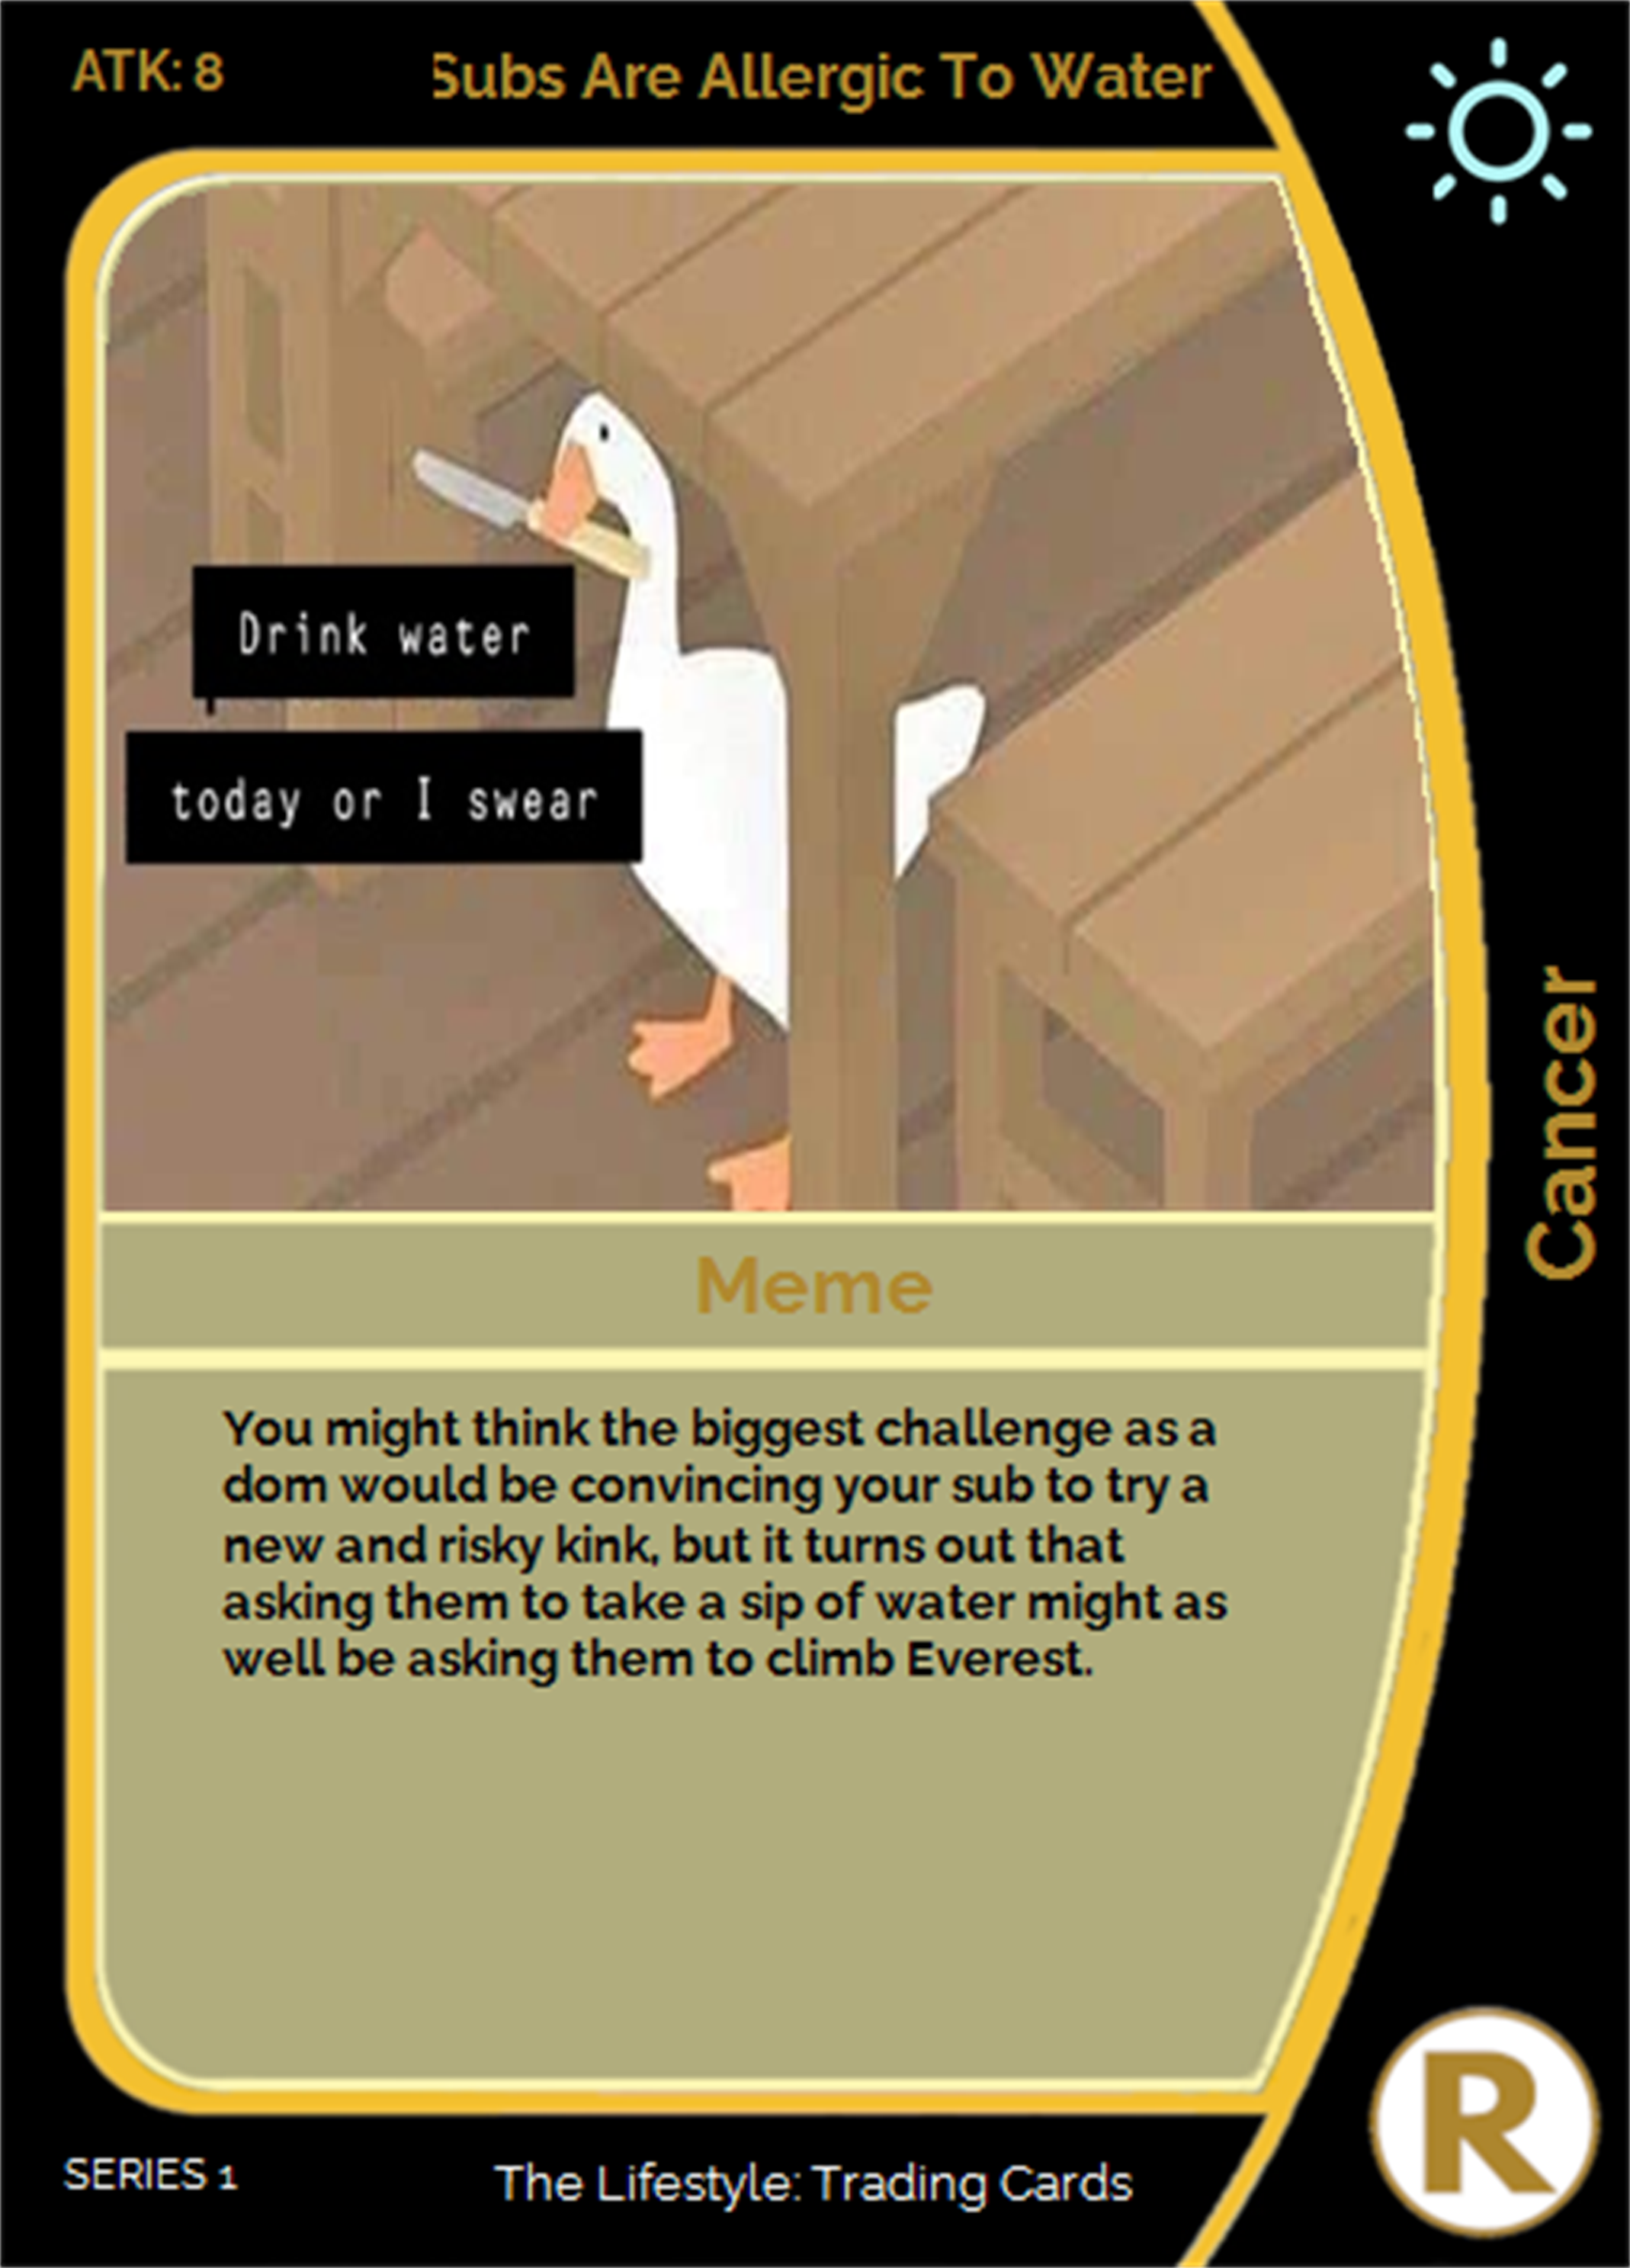 ATK: 8
Subs Are Allergic To Water
Drink water
today or I swear
Cancer
Meme
You might think the biggest challenge as a
dom would be convincing your sub to try a
new and risky kink, but it turns out that
asking them to take a sip of water might as
well be asking them to climb Everest.
SERIES 1
The Lifestyle: Trading Cards
R